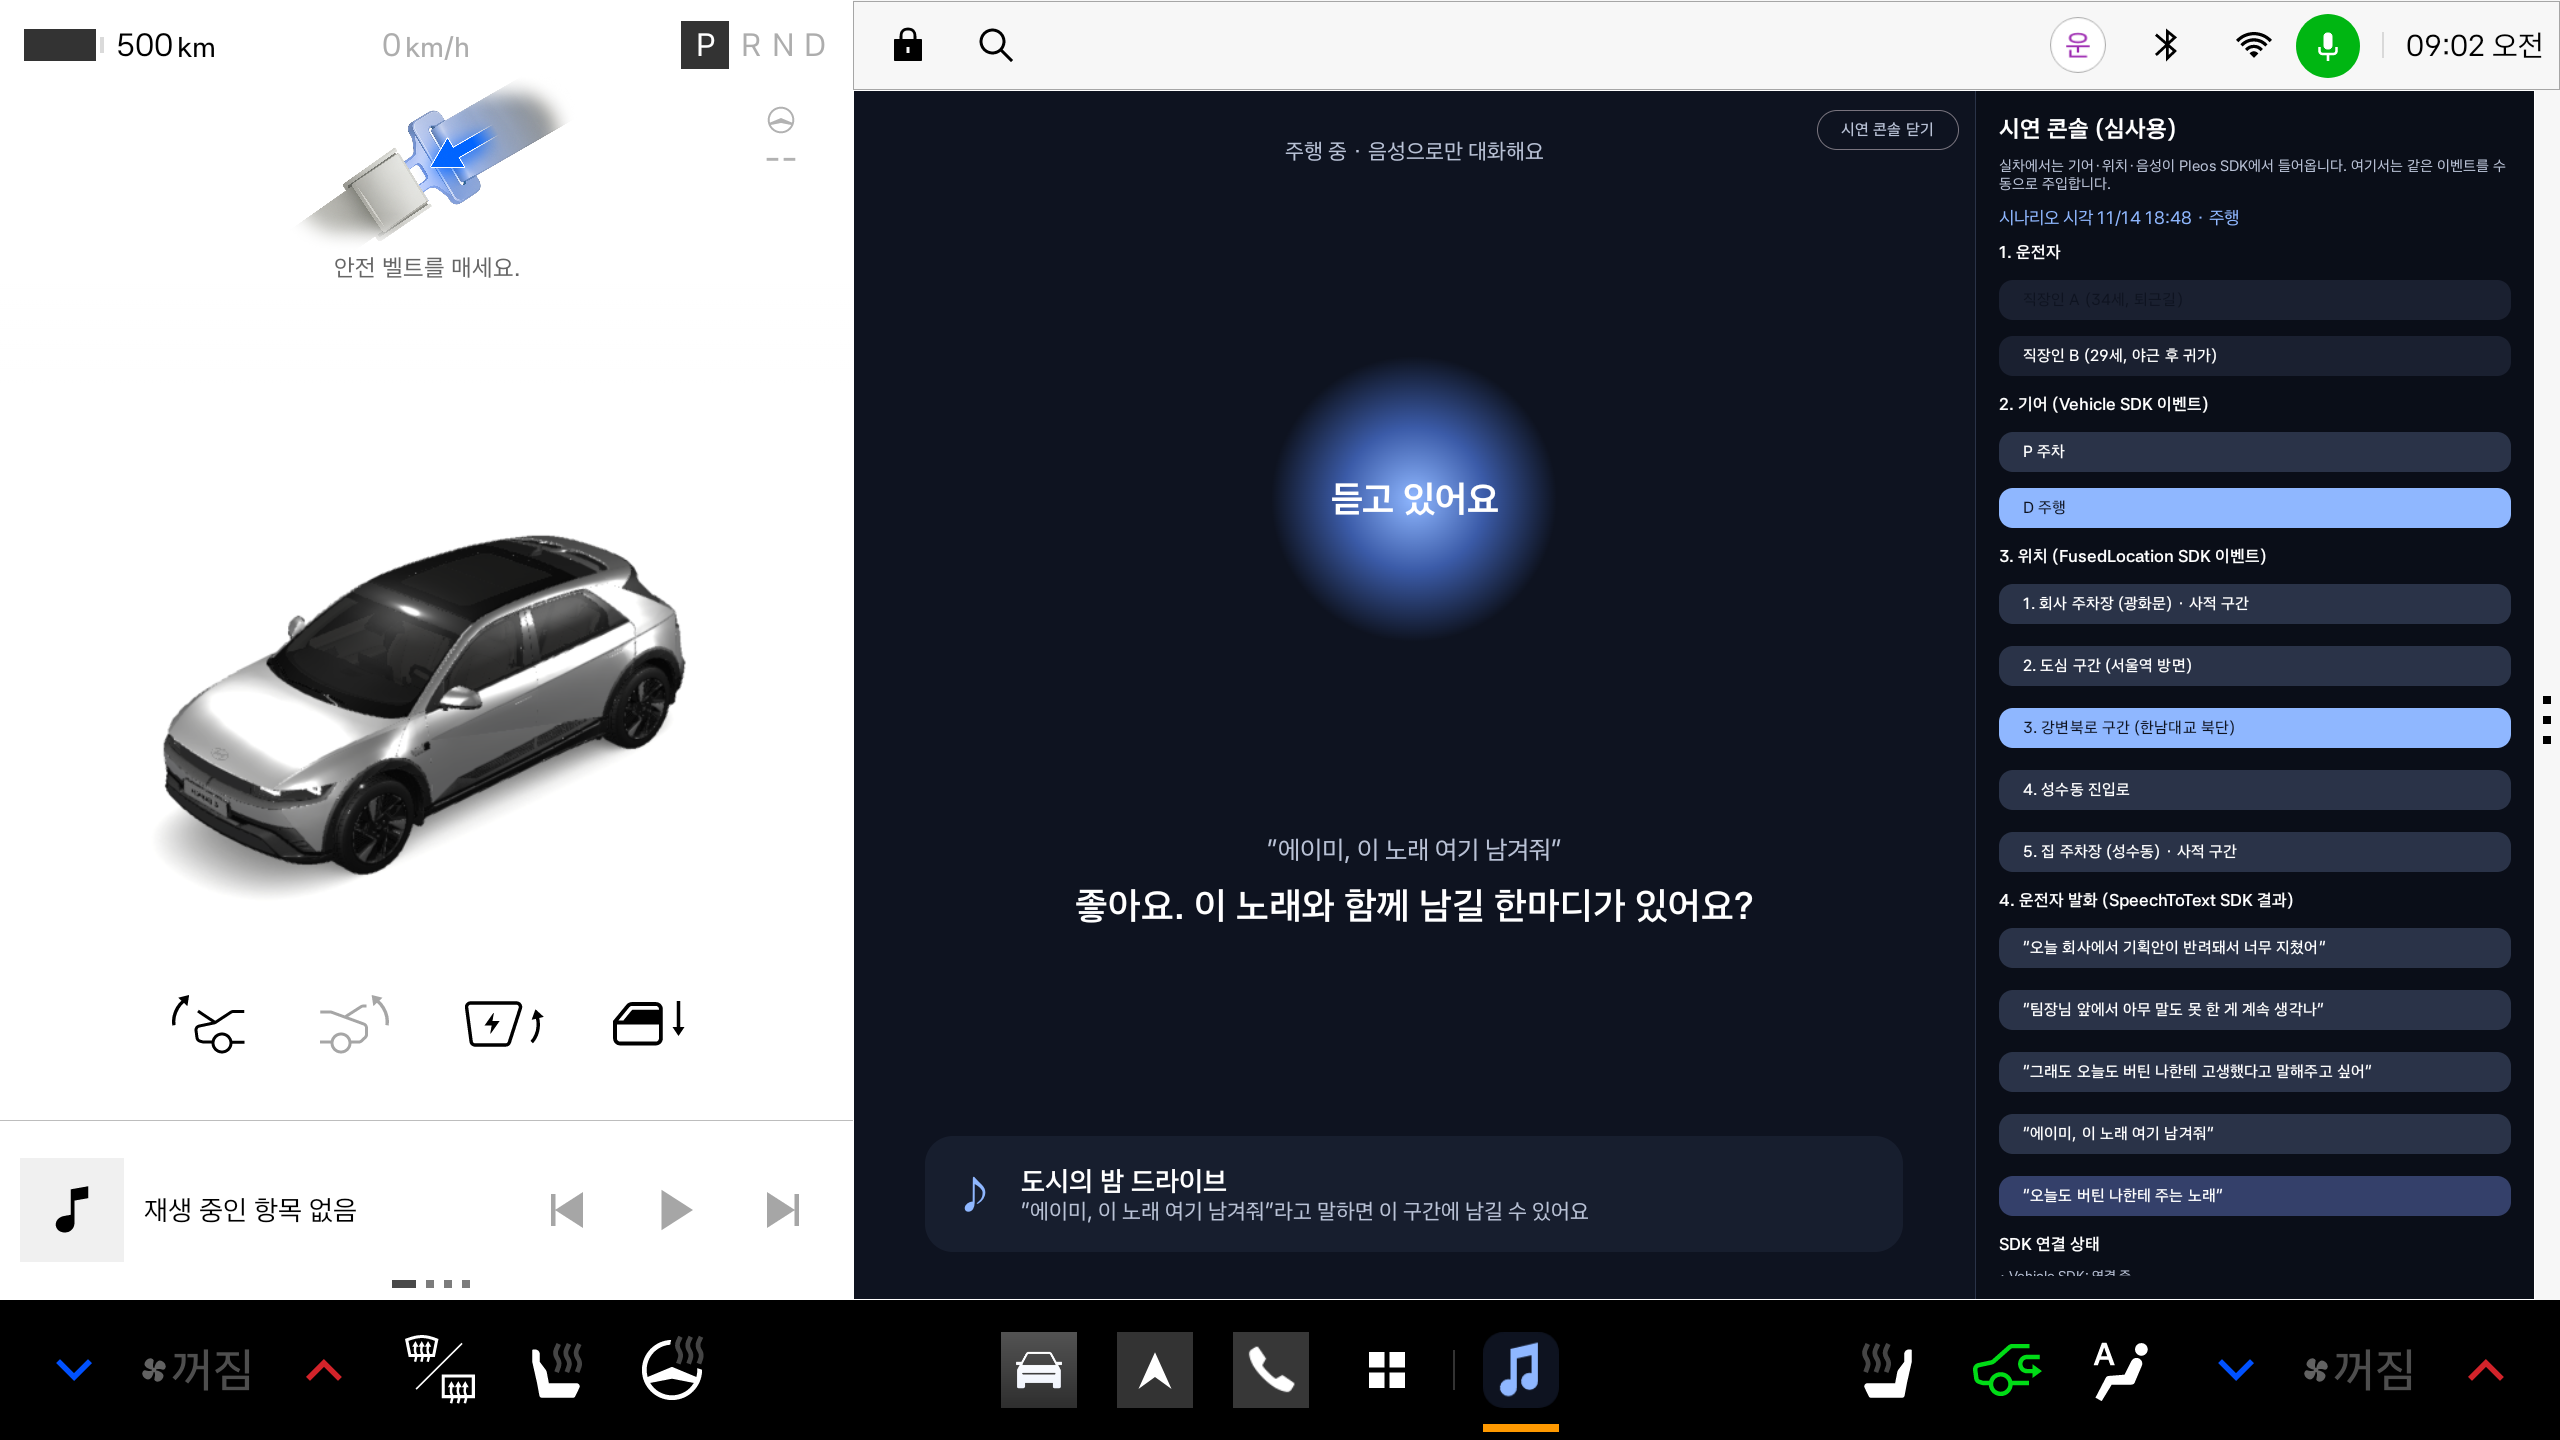 500 km
0 km/h
P R N D
운
09:02 오전
안전 벨트를 매세요.
재생 중인 항목 없음
주행 중 · 음성으로만 대화해요
시연 콘솔 닫기
듣고 있어요
"에이미, 이 노래 여기 남겨줘"
좋아요. 이 노래와 함께 남길 한마디가 있어요?
도시의 밤 드라이브
"에이미, 이 노래 여기 남겨줘"라고 말하면 이 구간에 남길 수 있어요
시연 콘솔 (심사용)
실차에서는 기어·위치·음성이 Pleos SDK에서 들어옵니다. 여기서는 같은 이벤트를 수
동으로 주입합니다.
시나리오 시각 11/14 18:48 · 주행
1. 운전자
직장인 A (34세, 퇴근길)
직장인 B (29세, 야근 후 귀가)
2. 기어 (Vehicle SDK 이벤트)
P 주차
D 주행
3. 위치 (FusedLocation SDK 이벤트)
1. 회사 주차장 (광화문) · 사적 구간
2. 도심 구간 (서울역 방면)
3. 강변북로 구간 (한남대교 북단)
4. 성수동 진입로
5. 집 주차장 (성수동) · 사적 구간
4. 운전자 발화 (SpeechToText SDK 결과)
"오늘 회사에서 기획안이 반려돼서 너무 지쳤어"
"팀장님 앞에서 아무 말도 못 한 게 계속 생각나"
"그래도 오늘도 버틴 나한테 고생했다고 말해주고 싶어"
"에이미, 이 노래 여기 남겨줘"
"오늘도 버틴 나한테 주는 노래"
SDK 연결 상태
꺼짐
A
꺼짐